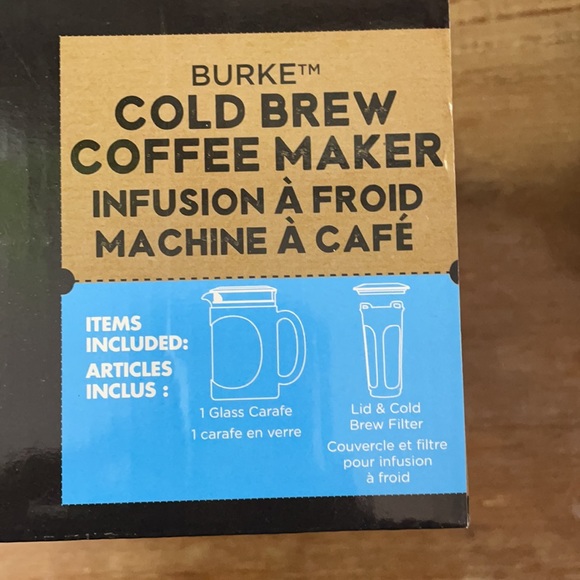 BURKE™
COLD BREW
COFFEE MAKER
INFUSION À FROID
MACHINE À CAFÉ
ITEMS
INCLUDED:
ARTICLES
INCLUS :
1 Glass Carafe
1 carafe en verre
Lid & Cold
Brew Filter
Couvercle et filtre
pour infusion
à froid